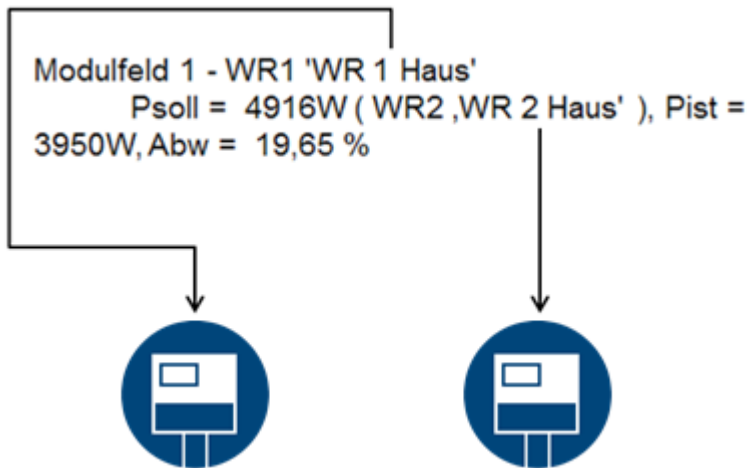 Modulfeld 1 - WR1 'WR 1 Haus'
Psoll = 4916W ( WR2 ,WR 2 Haus' ), Pist =
3950W, Abw = 19,65 %